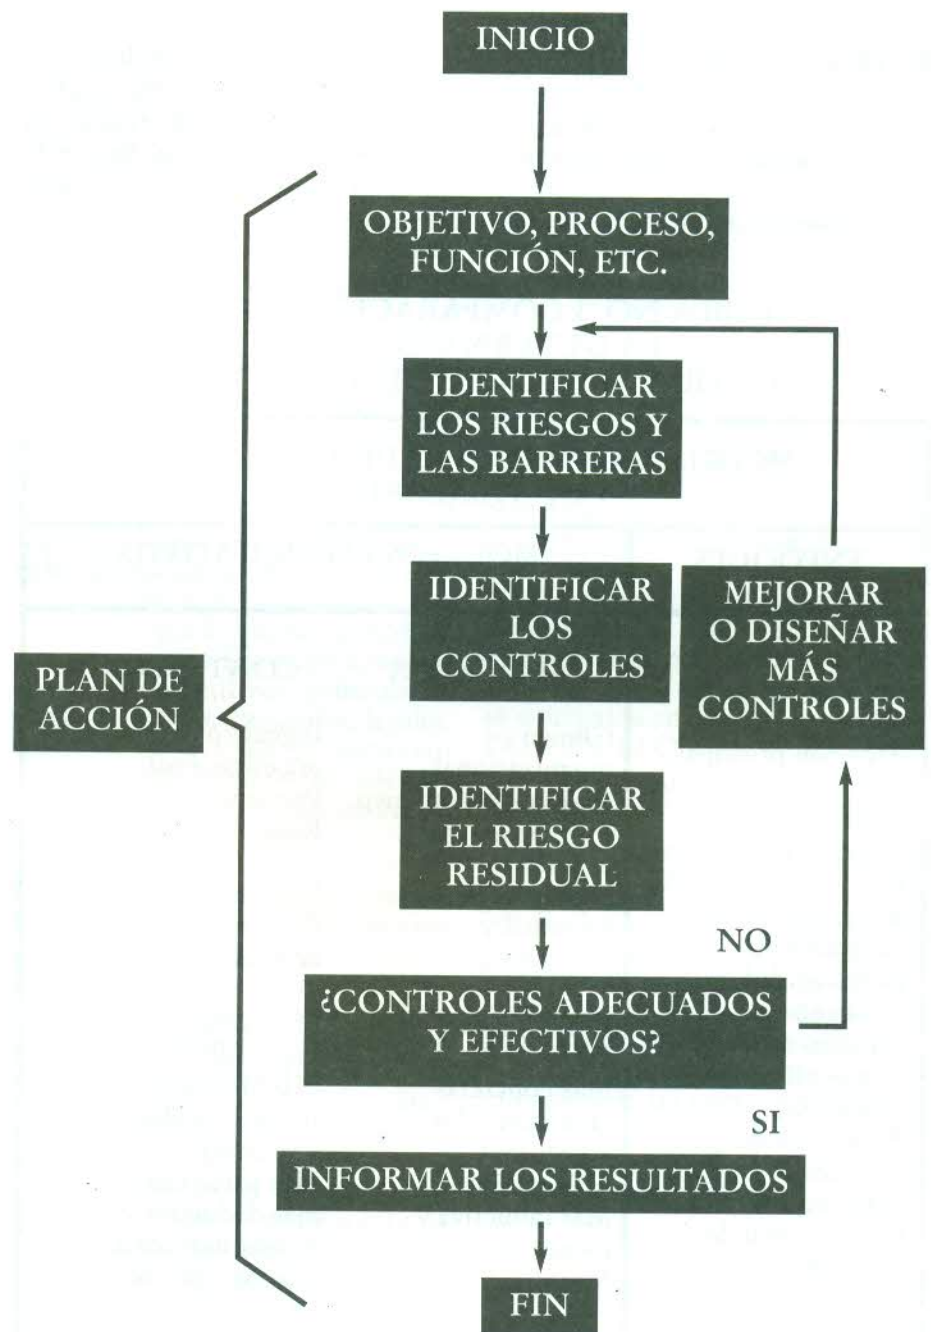 INICIO
OBJETIVO, PROCESO,
FUNCIÓN, ETC.
IDENTIFICAR
LOS RIESGOS Y
LAS BARRERAS
IDENTIFICAR
LOS
CONTROLES
MEJORAR
O DISEÑAR
MÁS
CONTROLES
PLAN DE
ACCIÓN
IDENTIFICAR
EL RIESGO
RESIDUAL
NO
¿CONTROLES ADECUADOS
Y EFECTIVOS?
SI
INFORMAR LOS RESULTADOS
FIN